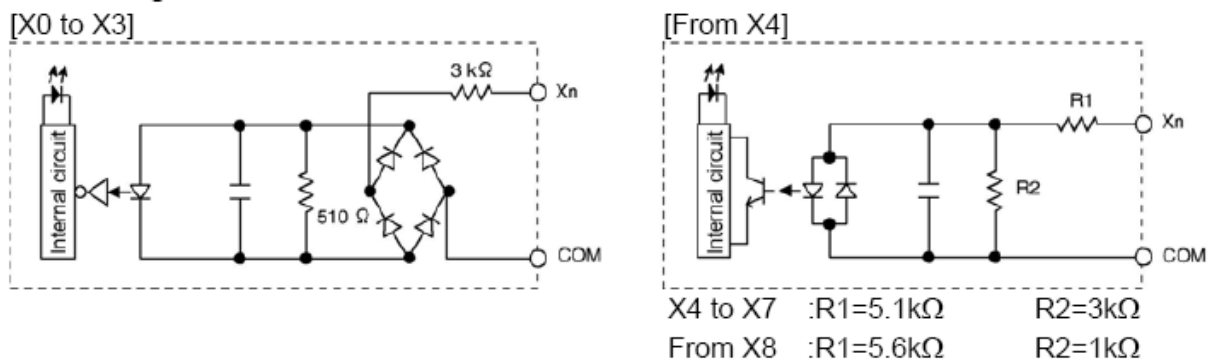 [X0 to X3]
Internal circuit
3 kΩ
Xn
510 Ω
COM
[From X4]
Internal circuit
R1
Xn
R2
COM
X4 to X7 :R1=5.1kΩ R2=3kΩ
From X8 :R1=5.6kΩ R2=1kΩ